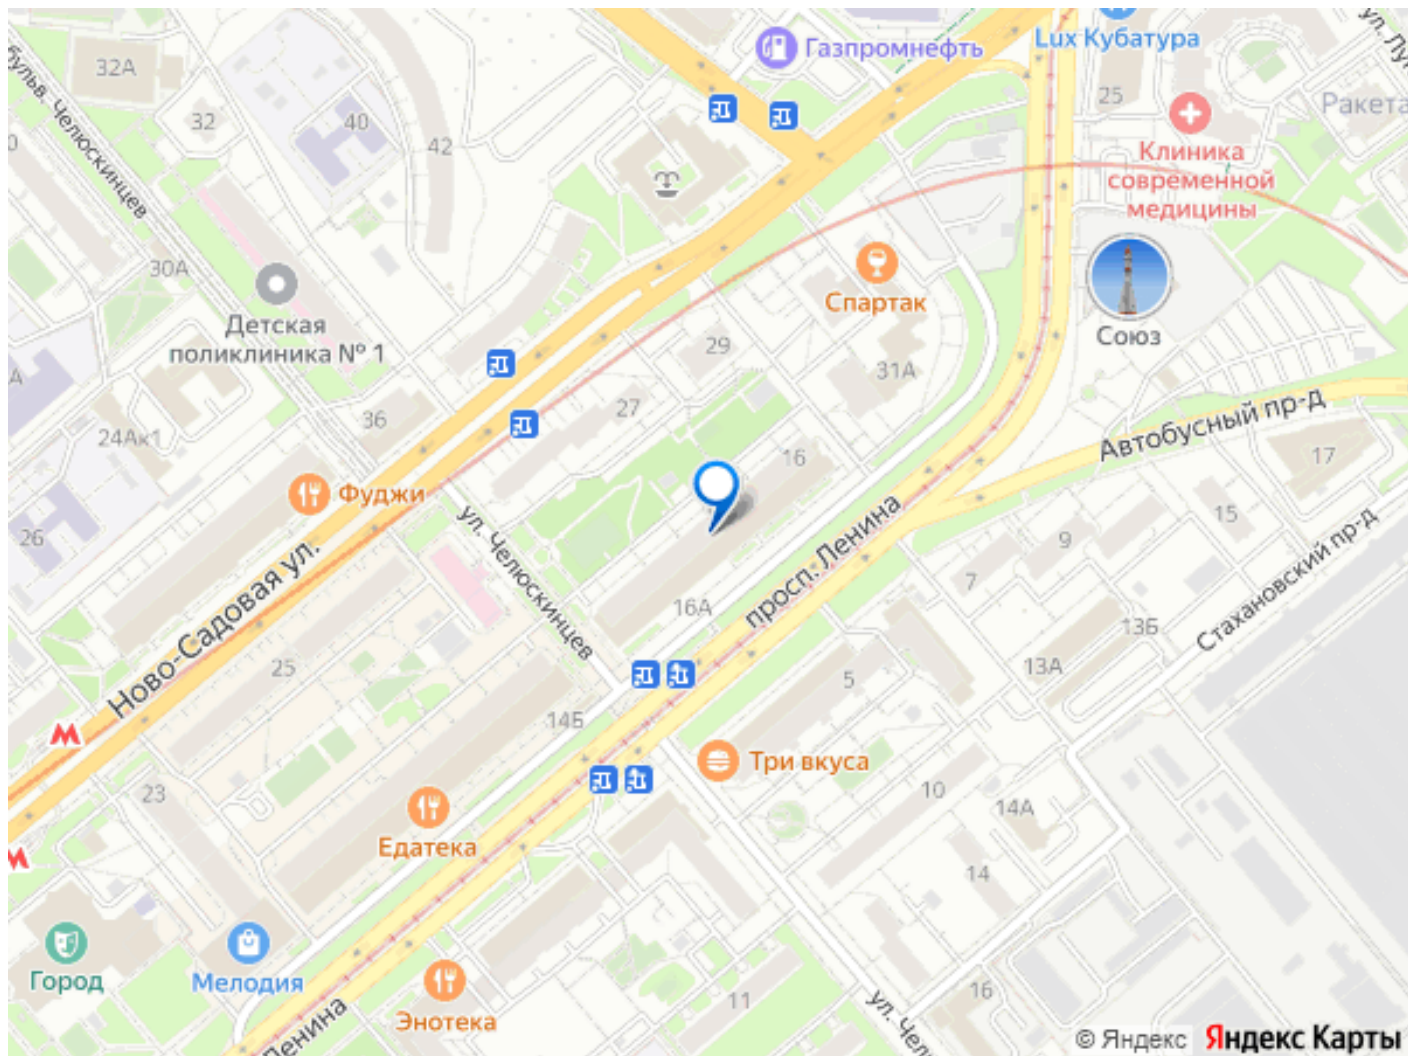 Газпромнефть
Lux Кубатура
ул. Лу
32А
бульв. Челюскинцев
32
40
42
25
Ракета
Клиника
современной
медицины
30А
Спартак
Союз
Детская
поликлиника № 1
29
31А
36
27
24Ак1
16
Автобусный пр-д
17
Фуджи
26
ул. Челюскинцев
просп. Ленина
15
9
7
Стахановский пр-д
Ново-Садовая ул.
16А
13Б
25
5
13А
14Б
Три вкуса
23
10
14А
Едатека
14
Город
Мелодия
Энотека
11
16
ул. Чел
Ленина
© Яндекс Яндекс Карты